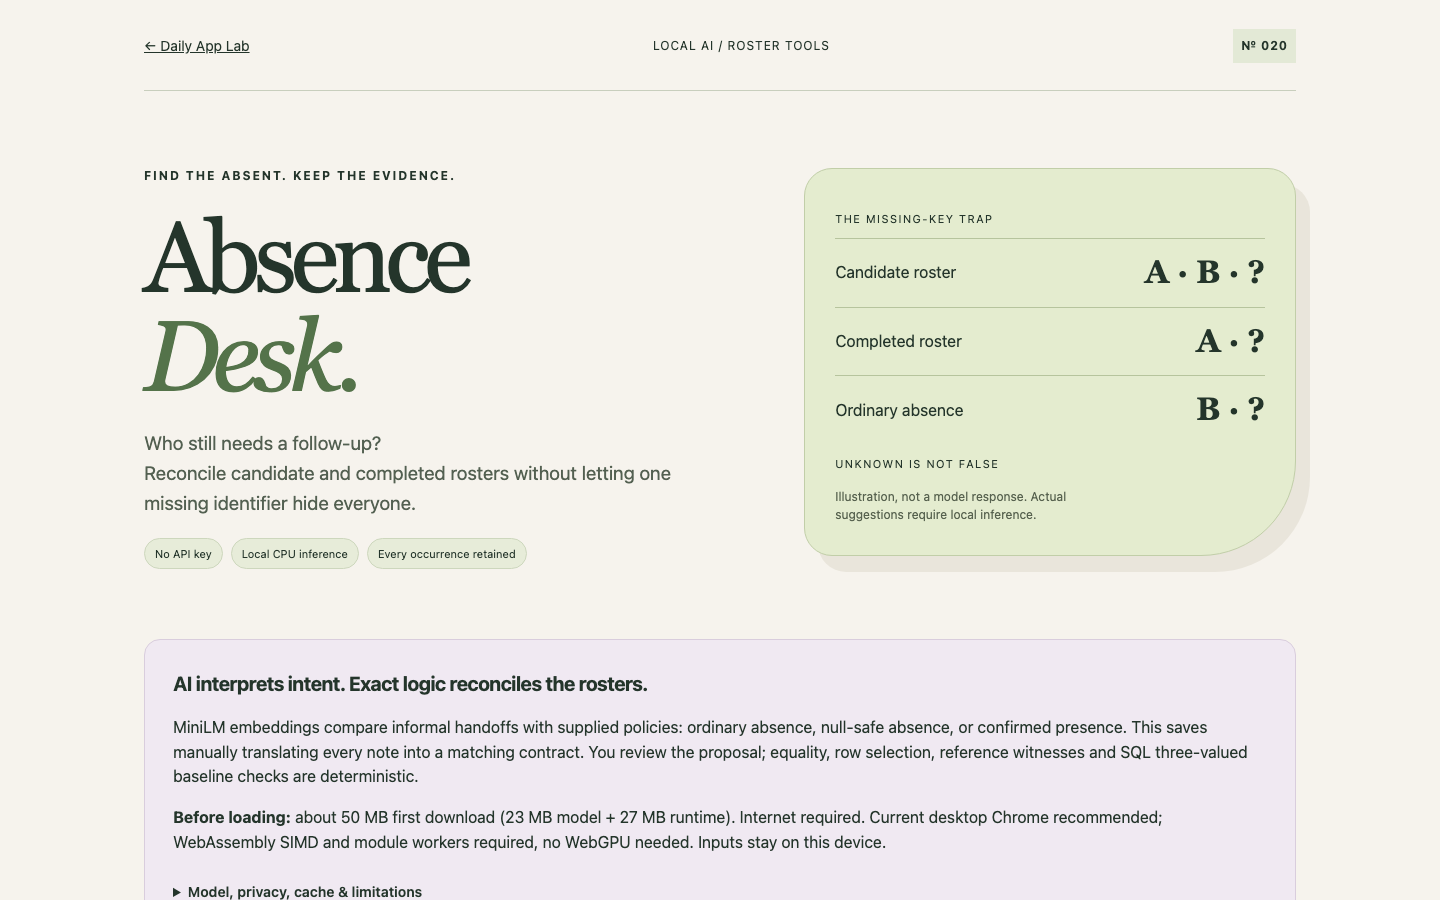 ← Daily App Lab
LOCAL AI / ROSTER TOOLS
Nº 020
FIND THE ABSENT. KEEP THE EVIDENCE.
Absence
Desk.
Who still needs a follow-up?
Reconcile candidate and completed rosters without letting one
missing identifier hide everyone.
No API key
Local CPU inference
Every occurrence retained
THE MISSING-KEY TRAP
Candidate roster A · B · ?
Completed roster A · ?
Ordinary absence B · ?
UNKNOWN IS NOT FALSE
Illustration, not a model response. Actual
suggestions require local inference.
AI interprets intent. Exact logic reconciles the rosters.
MiniLM embeddings compare informal handoffs with supplied policies: ordinary absence, null-safe absence, or confirmed presence. This saves
manually translating every note into a matching contract. You review the proposal; equality, row selection, reference witnesses and SQL three-valued
baseline checks are deterministic.
Before loading: about 50 MB first download (23 MB model + 27 MB runtime). Internet required. Current desktop Chrome recommended;
WebAssembly SIMD and module workers required, no WebGPU needed. Inputs stay on this device.
▶ Model, privacy, cache & limitations